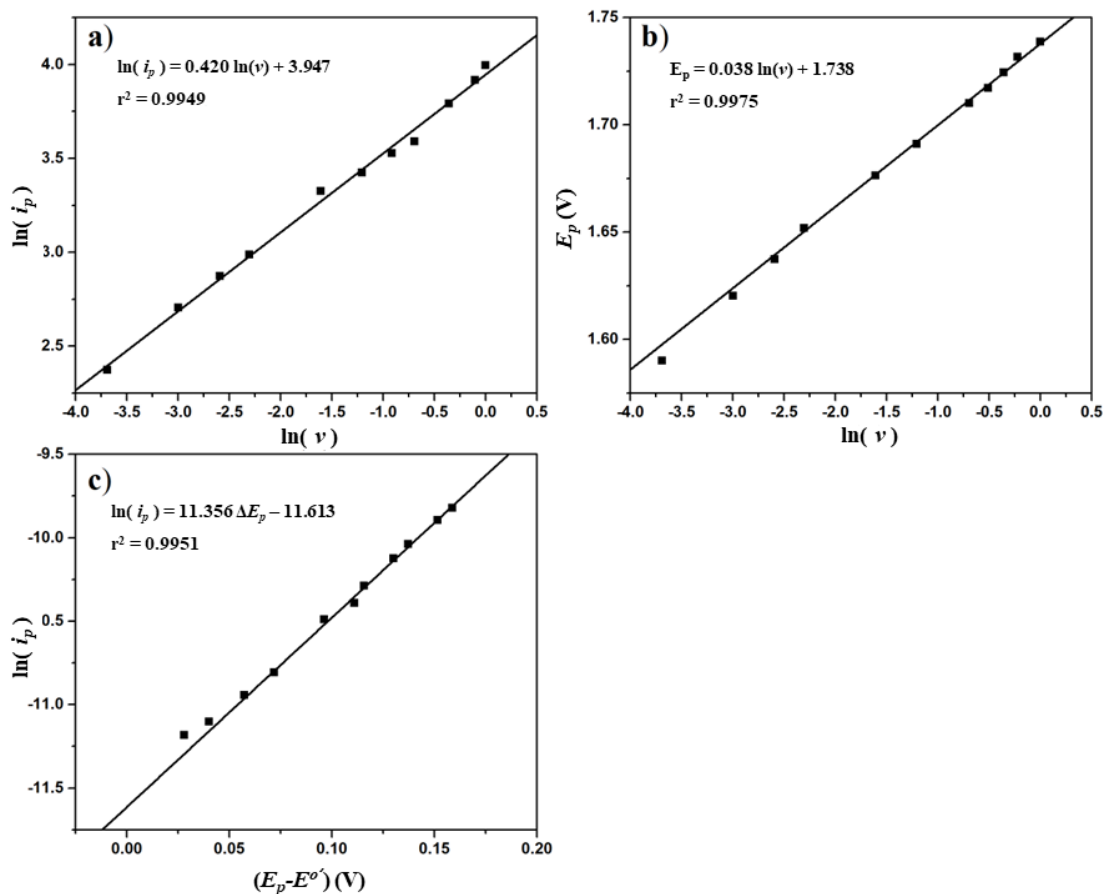 a)
ln( i_p ) = 0.420 ln(v) + 3.947
r² = 0.9949
4.0
3.5
3.0
2.5
ln( i_p )
-4.0 -3.5 -3.0 -2.5 -2.0 -1.5 -1.0 -0.5 0.0 0.5
ln( v )
b)
E_p = 0.038 ln(v) + 1.738
r² = 0.9975
1.75
1.70
1.65
1.60
E_p (V)
-4.0 -3.5 -3.0 -2.5 -2.0 -1.5 -1.0 -0.5 0.0 0.5
ln( v )
c)
ln( i_p ) = 11.356 ΔE_p – 11.613
r² = 0.9951
-9.5
-10.0
0.5
-11.0
-11.5
ln( i_p )
0.00 0.05 0.10 0.15 0.20
(E_p-E^o´) (V)